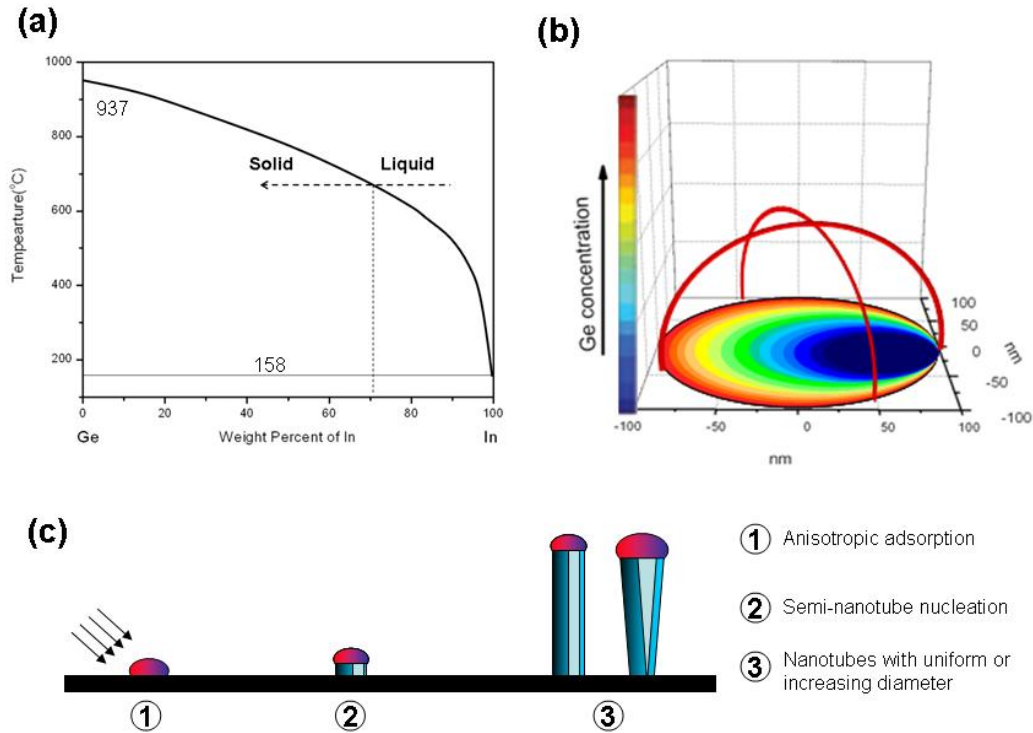 (a)
1000
800
600
400
200
937
Solid
Liquid
158
0
20
40
60
80
100
Ge
Weight Percent of In
In
Tempearture(°C)
(b)
Ge concentration
100
50
0
-50
-100
nm
-100
-50
0
50
100
nm
(c)
1
2
3
1 Anisotropic adsorption
2 Semi-nanotube nucleation
3 Nanotubes with uniform or
increasing diameter